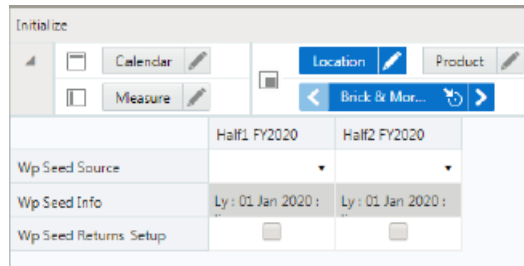 Initialize
Calendar
Location
Product
Measure
Brick & Mor...
Half1 FY2020
Half2 FY2020
Wp Seed Source
Wp Seed Info
Ly : 01 Jan 2020 :
Ly : 01 Jan 2020 :
Wp Seed Returns Setup